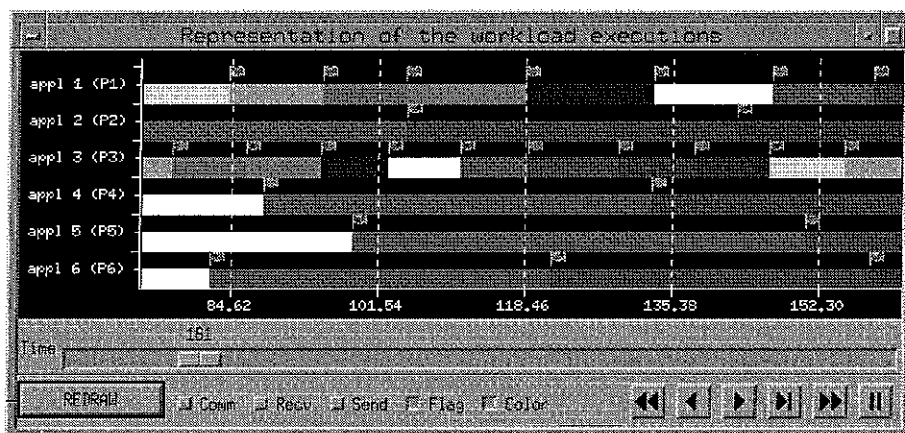 Representation of the workload executions
appl 1 (P1)
appl 2 (P2)
appl 3 (P3)
appl 4 (P4)
appl 5 (P5)
appl 6 (P6)
84.62 101.54 118.46 135.38 152.30
161
Time
REDRAW Comm Recv Send Flag Color